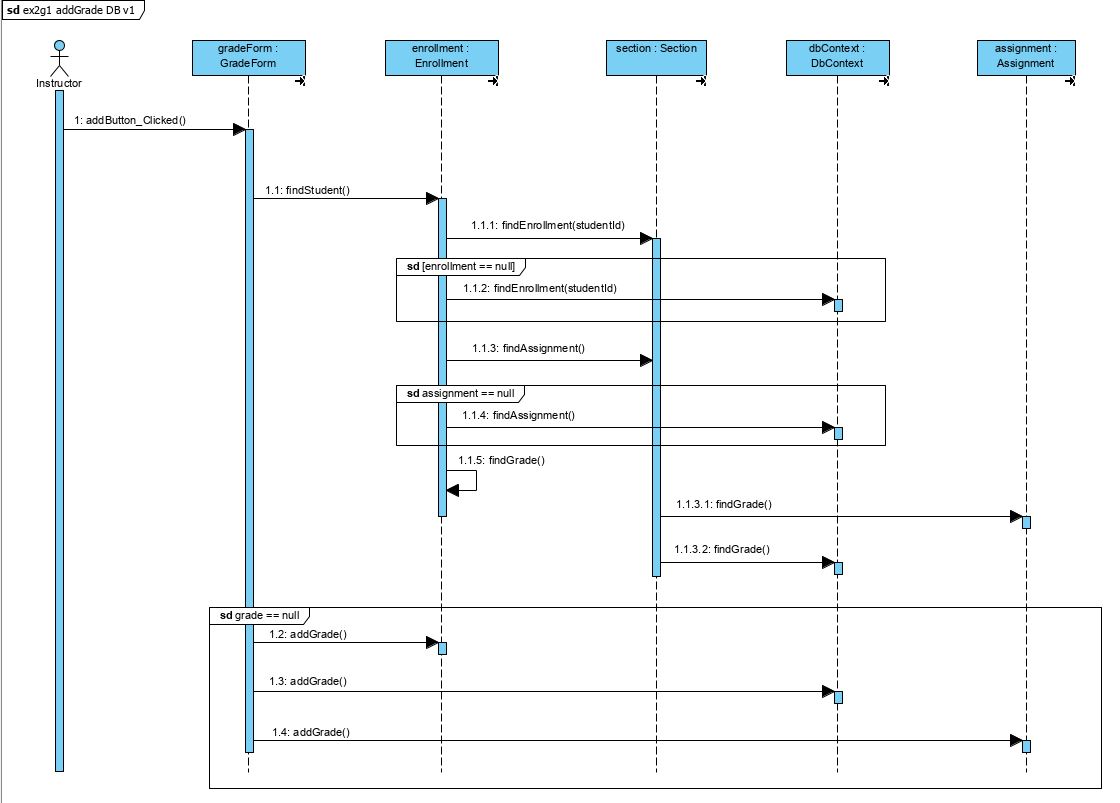 sd ex2g1 addGrade DB v1
Instructor
gradeForm :
GradeForm
enrollment :
Enrollment
section : Section
dbContext :
DbContext
assignment :
Assignment
1: addButton_Clicked()
1.1: findStudent()
1.1.1: findEnrollment(studentId)
sd [enrollment == null]
1.1.2: findEnrollment(studentId)
1.1.3: findAssignment()
sd assignment == null
1.1.4: findAssignment()
1.1.5: findGrade()
1.1.3.1: findGrade()
1.1.3.2: findGrade()
sd grade == null
1.2: addGrade()
1.3: addGrade()
1.4: addGrade()